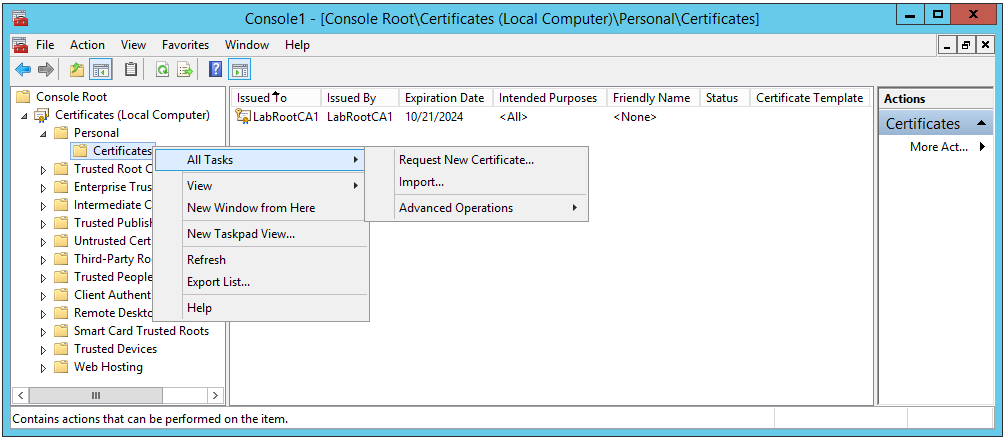 Console1 - [Console Root\Certificates (Local Computer)\Personal\Certificates]
File Action View Favorites Window Help
Console Root
Certificates (Local Computer)
Personal
Certificates
Trusted Root C
Enterprise Trus
Intermediate C
Trusted Publish
Untrusted Cert
Third-Party Ro
Trusted People
Client Authent
Remote Deskto
Smart Card Trusted Roots
Trusted Devices
Web Hosting
All Tasks
View
New Window from Here
New Taskpad View...
Refresh
Export List...
Help
Request New Certificate...
Import...
Advanced Operations
Issued To Issued By Expiration Date Intended Purposes Friendly Name Status Certificate Template
LabRootCA1 LabRootCA1 10/21/2024 <All> <None>
Actions
Certificates
More Act...
Contains actions that can be performed on the item.